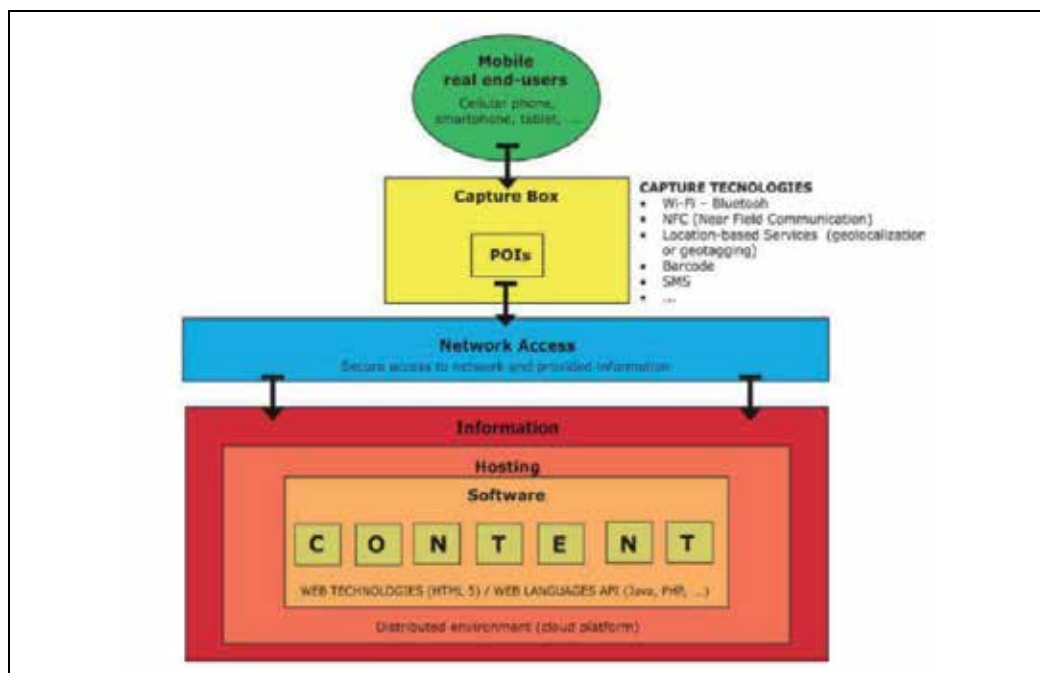 Mobile
real end-users
Cellular phone,
smartphone, tablet, ...
Capture Box
POIs
CAPTURE TECNOLOGIES
• Wi-Fi – Bluetooh
• NFC (Near Field Communication)
• Location-based Services (geolocalization
or geotagging)
• Barcode
• SMS
• ...
Network Access
Secure access to network and provided information
Information
Hosting
Software
C O N T E N T
WEB TECHNOLOGIES (HTML 5) / WEB LANGUAGES API (Java, PHP, ...)
Distributed environment (cloud platform)